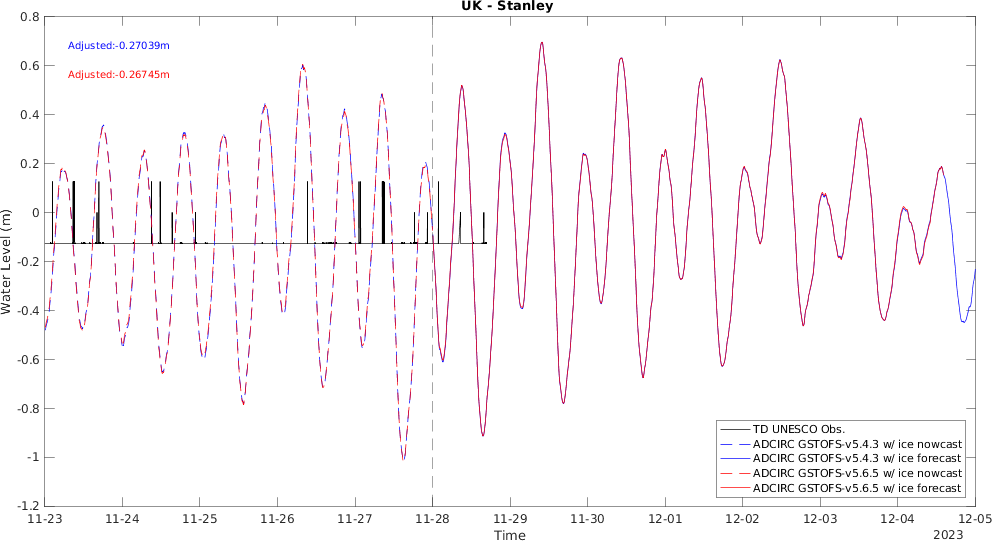 UK - Stanley
0.8
0.6
0.4
0.2
0
-0.2
-0.4
-0.6
-0.8
-1
-1.2
Water Level (m)
Adjusted:-0.27039m
Adjusted:-0.26745m
TD UNESCO Obs.
ADCIRC GSTOFS-v5.4.3 w/ ice nowcast
ADCIRC GSTOFS-v5.4.3 w/ ice forecast
ADCIRC GSTOFS-v5.6.5 w/ ice nowcast
ADCIRC GSTOFS-v5.6.5 w/ ice forecast
11-23 11-24 11-25 11-26 11-27 11-28 11-29 11-30 12-01 12-02 12-03 12-04 12-05
Time
2023